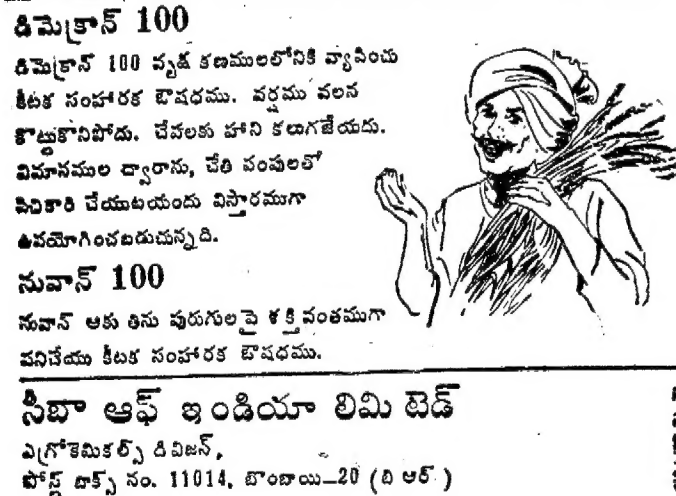 డిమెక్రాన్ 100
డిమెక్రాన్ 100 వృక్ష కణములలోనికి వ్యాపించు
కీటక సంహారక ఔషధము. వర్షము వలన
కొట్టుకొనిపోదు. చేపలకు హాని కలుగజేయదు.
విమానముల ద్వారాను, చేతి పంపులతో
పిచికారి చేయుటయందు విస్తారముగా
ఉపయోగించబడుచున్నది.
నువాన్ 100
నువాన్ ఆకు తిను పురుగులపై శక్తివంతముగా
పనిచేయు కీటక సంహారక ఔషధము.
సీబా ఆఫ్ ఇండియా లిమిటెడ్
ఎగ్రోకెమికల్స్ డివిజన్,
పోస్ట్ బాక్స్ నం. 11014, బొంబాయి—20 (బి ఆర్.)